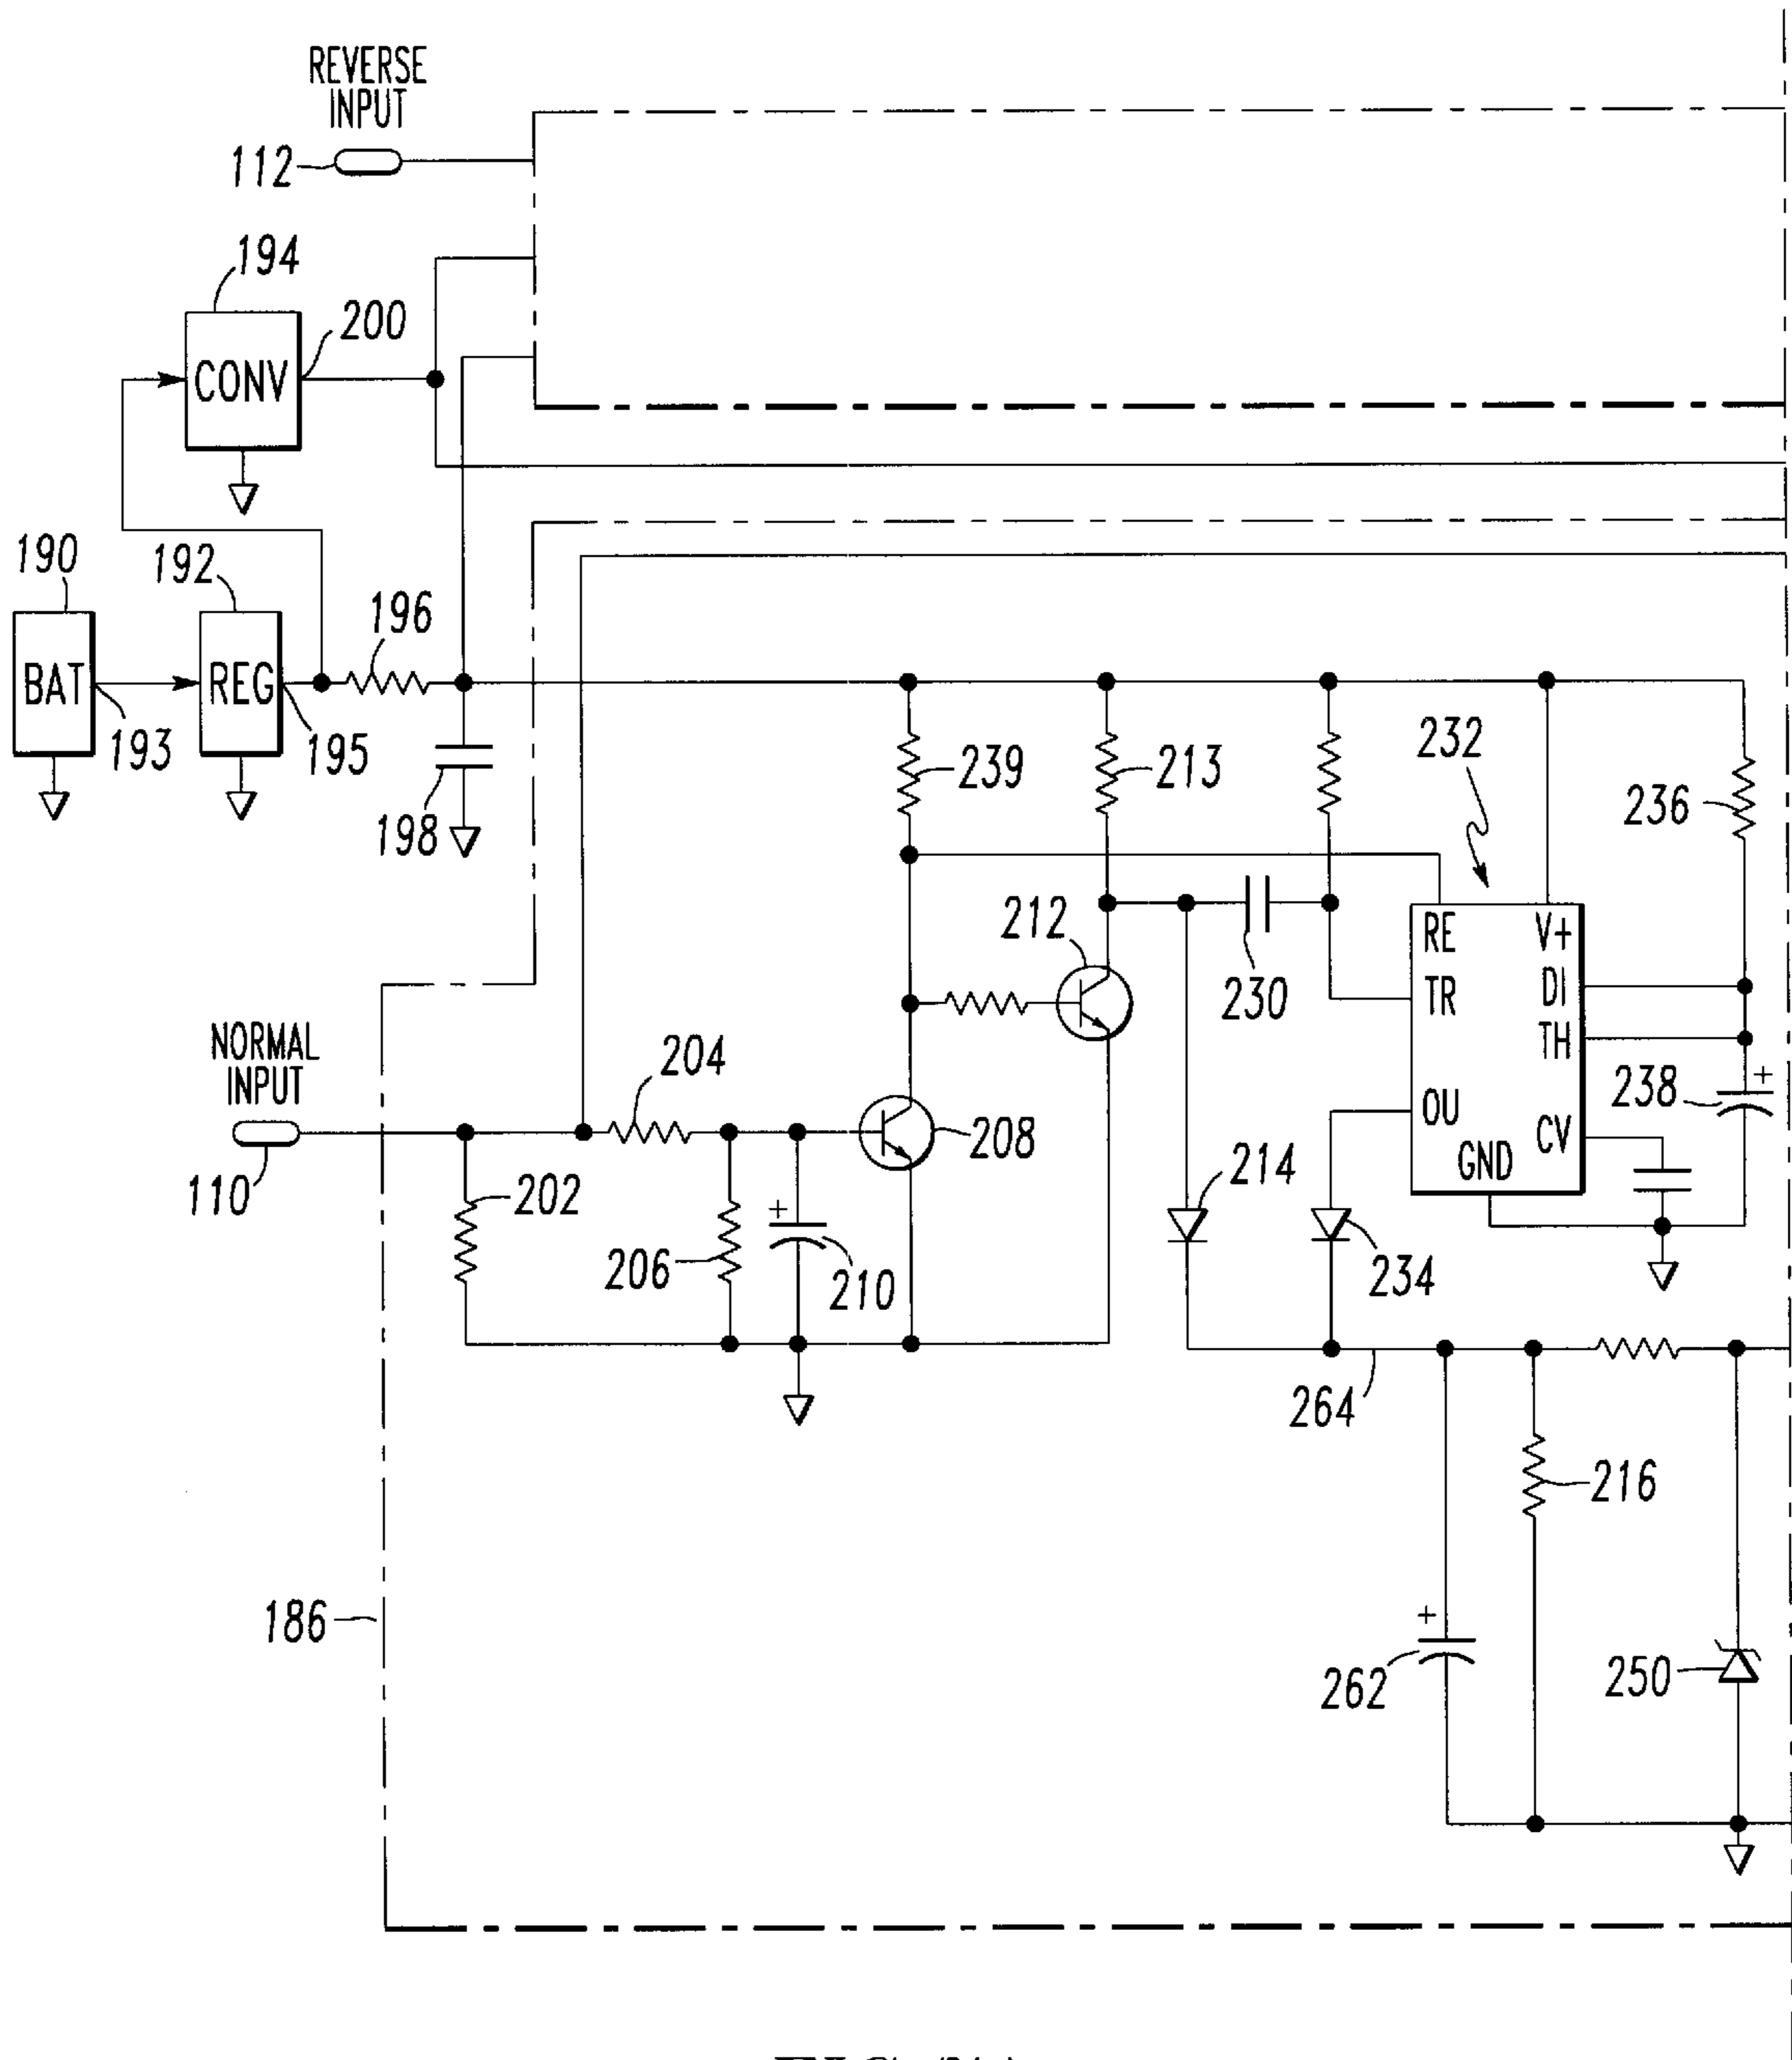 REVERSE
INPUT
112
194
200
CONV
190
192
196
BAT
REG
193
195
198
239
213
232
236
212
RE
V+
TR
DI
230
TH
NORMAL
INPUT
204
+
238
OU
CV
208
GND
110
202
214
+
206
210
234
264
216
186
+
262
250